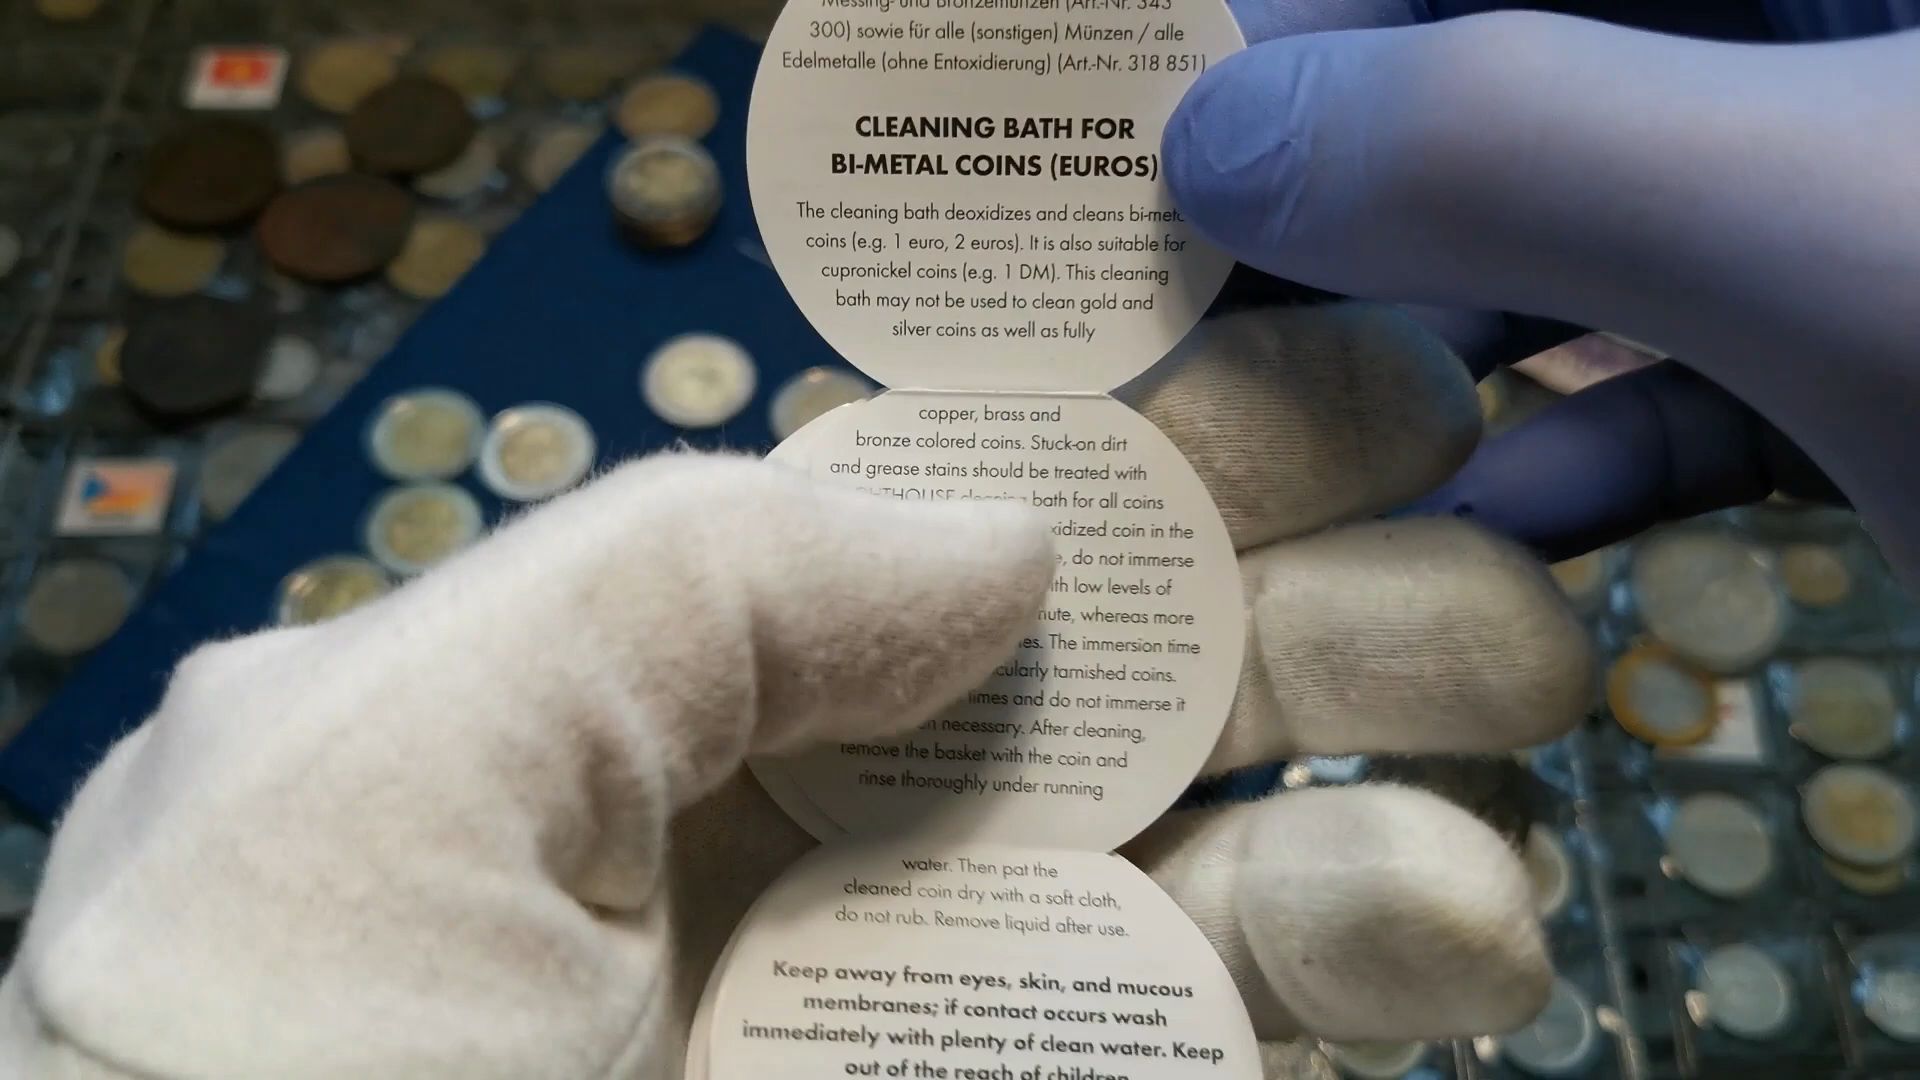 Messing- und Bronzemünzen (Art.-Nr. 343
300) sowie für alle (sonstigen) Münzen / alle
Edelmetalle (ohne Entoxidierung) (Art.-Nr. 318 851)
CLEANING BATH FOR
BI-METAL COINS (EUROS)
The cleaning bath deoxidizes and cleans
coins (e.g. 1 euro, 2 euros). It is also suitable for
cupronickel coins (e.g. 1 DM). This cleaning
bath may not be used to clean gold and
silver coins as well as fully
copper, brass and
bronze colored coins. Stuck-on dirt
and grease stains should be treated with
bath for all coins
coin in the
do not immerse
low levels of
whereas more
The immersion time
tarnished coins.
and do not immerse it
necessary. After cleaning,
remove the basket with the coin and
rinse thoroughly under running
water. Then pat the
cleaned coin dry with a soft cloth,
do not rub. Remove liquid after use.
Keep away from eyes, skin, and mucous
membranes; if contact occurs wash
immediately with plenty of clean water. Keep
out of the reach of children